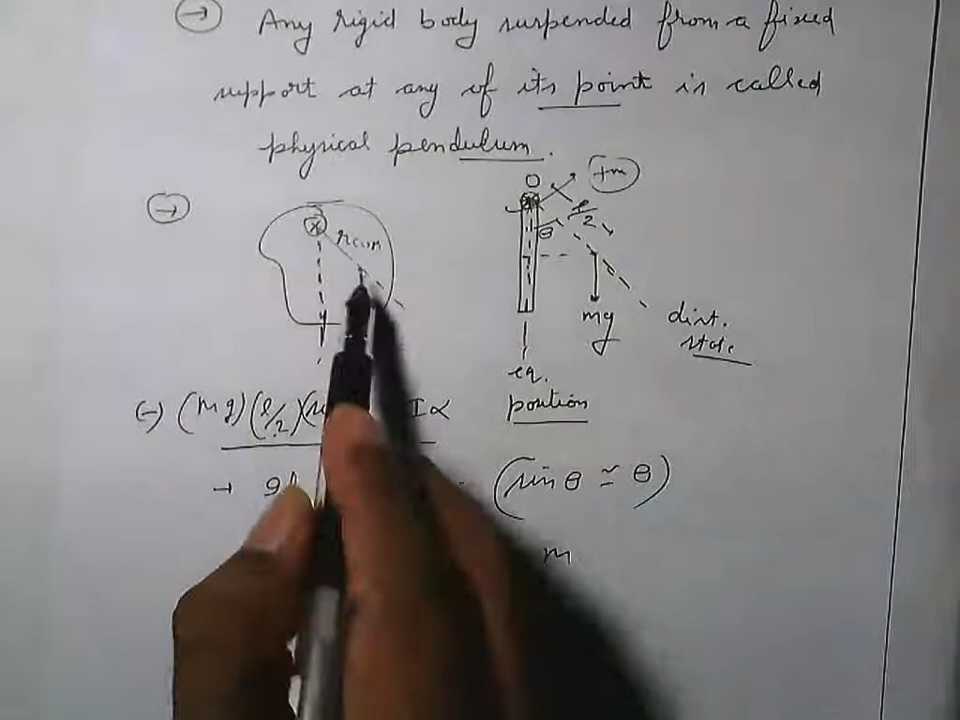 → Any rigid body suspended from a fixed
support at any of its point is called
physical pendulum.
→
rcom
O
+m
ℓ/2
θ
mg
dist.
state
eq.
position
(-) (mg)(ℓ/2)( Iα
→
(sin θ ≃ θ)
m